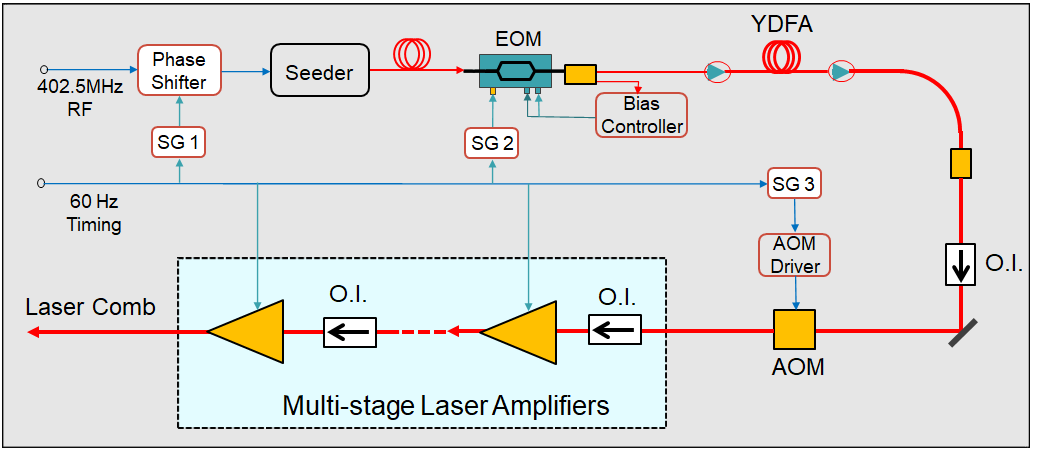 YDFA
EOM
Phase
Shifter
Seeder
402.5MHz
RF
Bias
Controller
SG 1
SG 2
SG 3
60 Hz
Timing
AOM
Driver
O.I.
Laser Comb
O.I.
O.I.
AOM
Multi-stage Laser Amplifiers